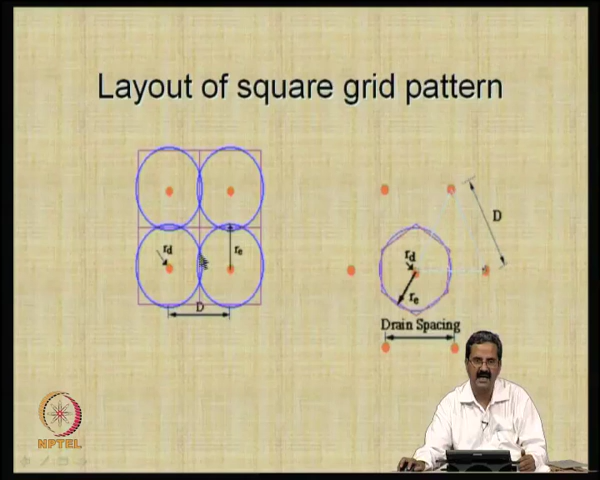 Layout of square grid pattern
rd
re
D
D
rd
re
Drain Spacing
NPTEL